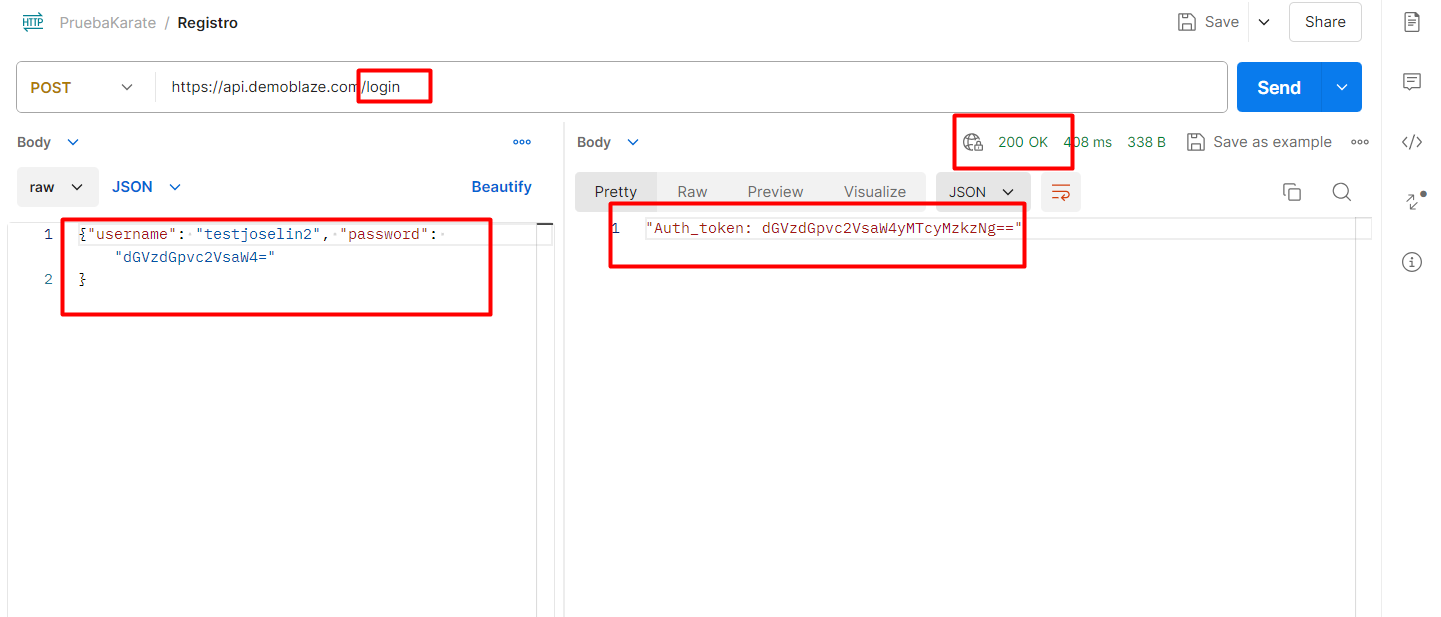 HTTP PruebaKarate / Registro Save Share
POST https://api.demoblaze.com/login Send
Body Body 200 OK 408 ms 338 B Save as example
raw JSON Beautify Pretty Raw Preview Visualize JSON
1 {"username": "testjoselin2", "password":
"dGVzdGpvc2VsaW4="
2 }
1 "Auth_token: dGVzdGpvc2VsaW4yMTcyMzkzNg=="